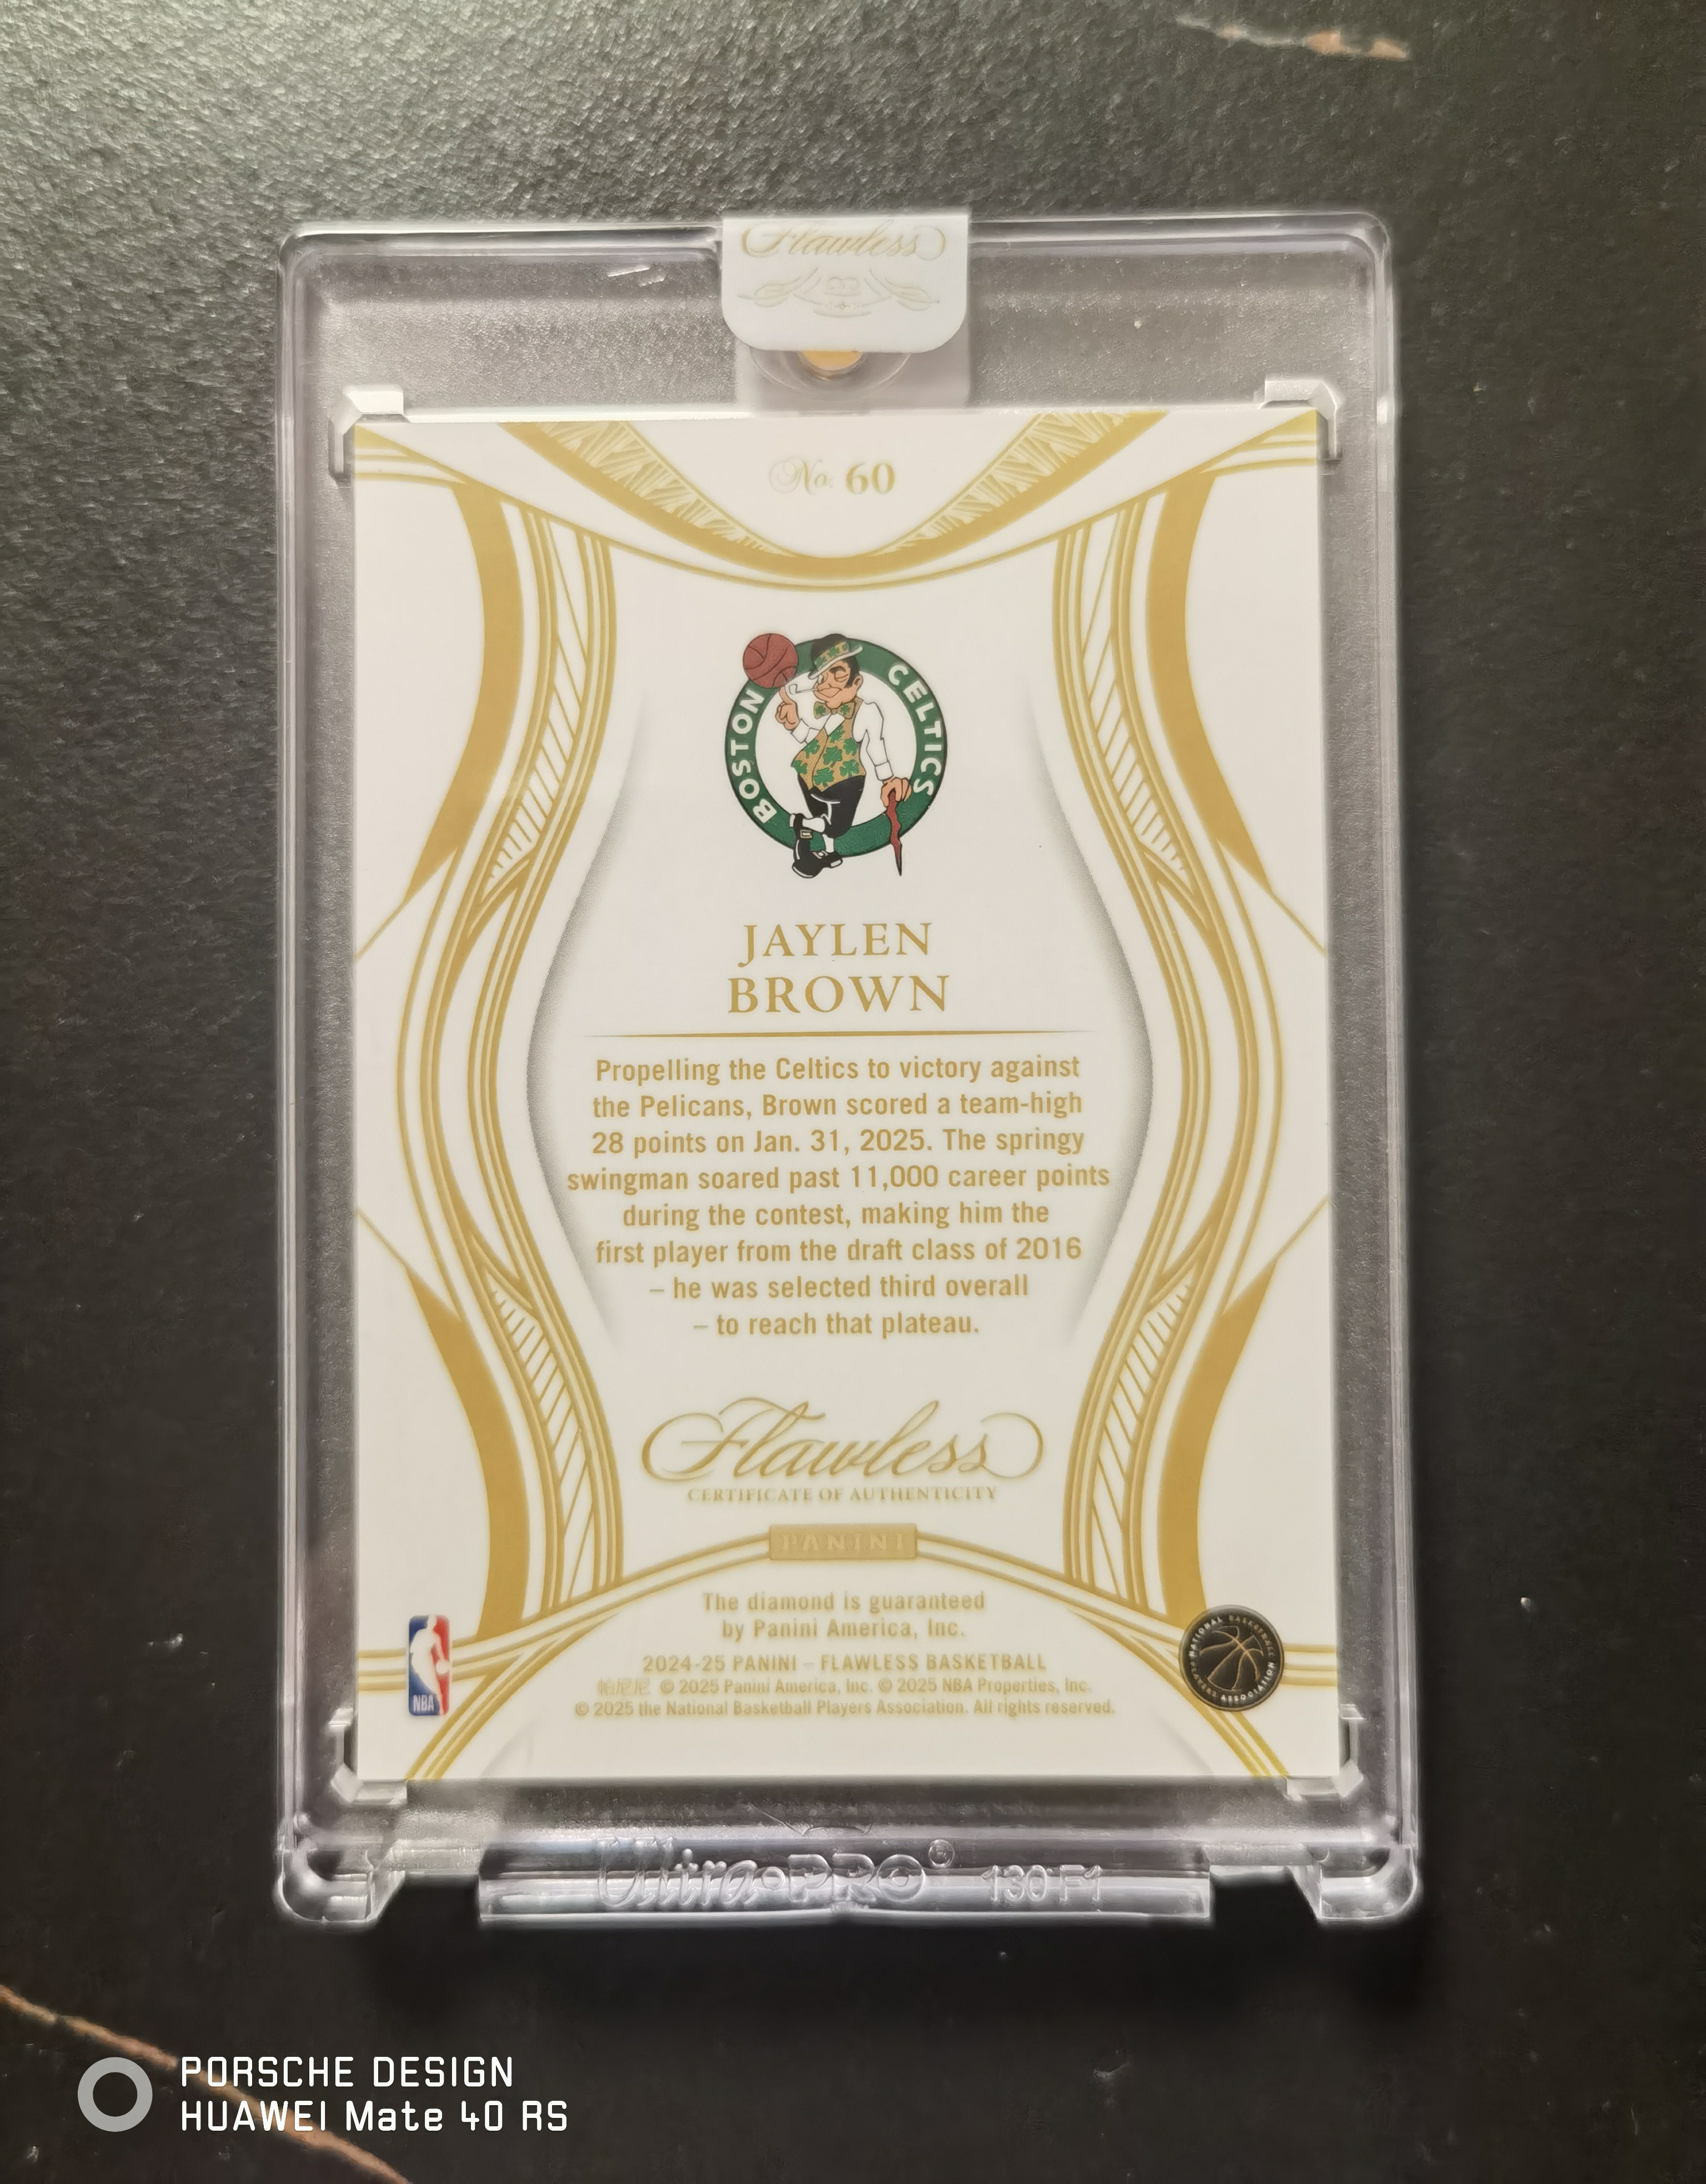 Flawless
No. 60
BOSTON CELTICS
JAYLEN
BROWN
Propelling the Celtics to victory against
the Pelicans, Brown scored a team-high
28 points on Jan. 31, 2025. The springy
swingman soared past 11,000 career points
during the contest, making him the
first player from the draft class of 2016
– he was selected third overall
– to reach that plateau.
Flawless
CERTIFICATE OF AUTHENTICITY
PANINI
The diamond is guaranteed
by Panini America, Inc.
2024-25 PANINI – FLAWLESS BASKETBALL
帕尼尼 © 2025 Panini America, Inc. © 2025 NBA Properties, Inc.
© 2025 the National Basketball Players Association. All rights reserved.
NBA
NATIONAL BASKETBALL
PLAYERS ASSOCIATION
Ultra•PRO® 130 F1
PORSCHE DESIGN
HUAWEI Mate 40 RS